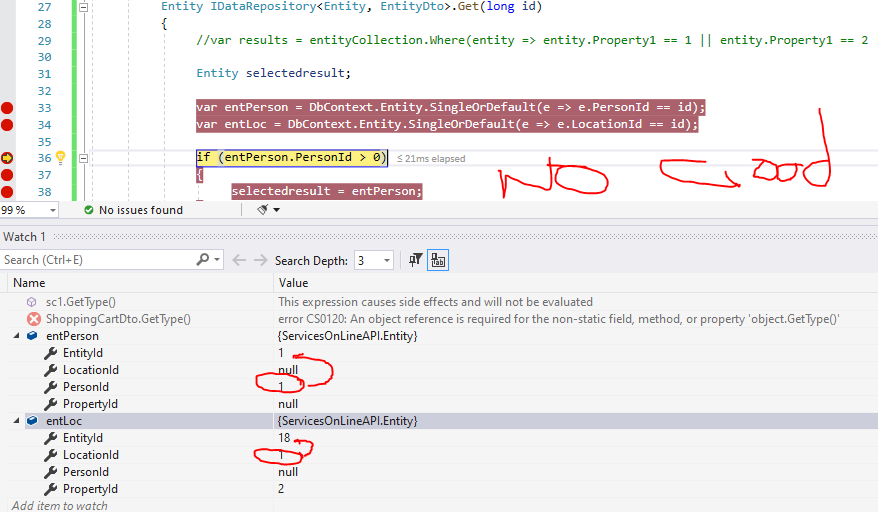 27 Entity IDataRepository<Entity, EntityDto>.Get(long id)
28 {
29 //var results = entityCollection.Where(entity => entity.Property1 == 1 || entity.Property1 == 2
30
31 Entity selectedresult;
32
33 var entPerson = DbContext.Entity.SingleOrDefault(e => e.PersonId == id);
34 var entLoc = DbContext.Entity.SingleOrDefault(e => e.LocationId == id);
35
36 if (entPerson.PersonId > 0) ≤ 21ms elapsed
37 {
38 selectedresult = entPerson;
NO Good
99 % No issues found
Watch 1
Search (Ctrl+E) Search Depth: 3
Name Value
sc1.GetType() This expression causes side effects and will not be evaluated
ShoppingCartDto.GetType() error CS0120: An object reference is required for the non-static field, method, or property 'object.GetType()'
entPerson {ServicesOnLineAPI.Entity}
EntityId 1
LocationId null
PersonId 1
PropertyId null
entLoc {ServicesOnLineAPI.Entity}
EntityId 18
LocationId 1
PersonId null
PropertyId 2
Add item to watch